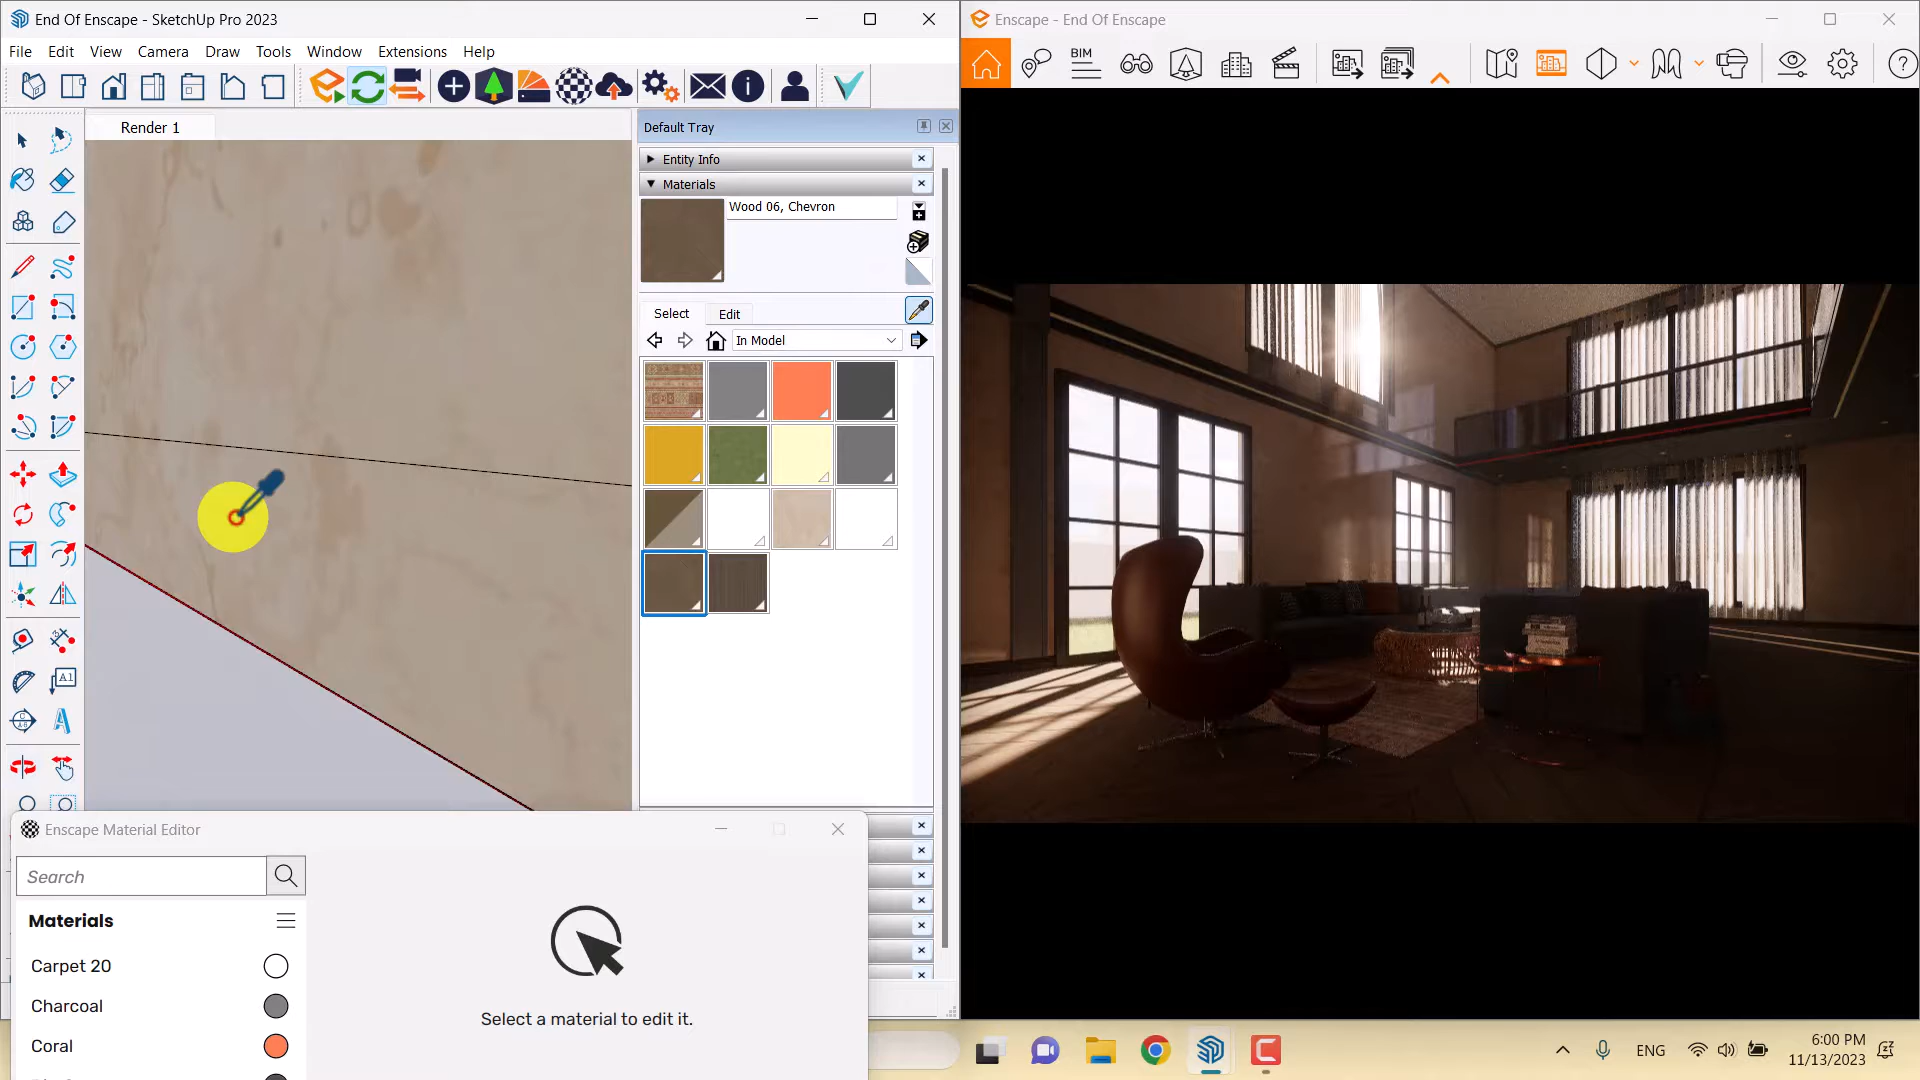 End Of Enscape - SketchUp Pro 2023
File Edit View Camera Draw Tools Window Extensions Help
Render 1
Default Tray
Entity Info
Materials
Wood 06, Chevron
Select Edit
In Model
Enscape Material Editor
Search
Materials
Carpet 20
Charcoal
Coral
Select a material to edit it.
Enscape - End Of Enscape
BIM
ENG
6:00 PM
11/13/2023